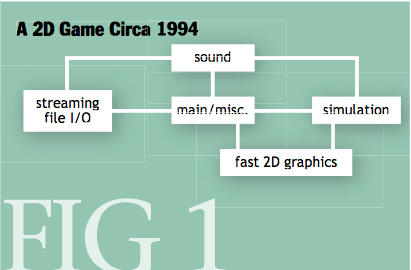 A 2D Game Circa 1994
sound
streaming
file I/O
main/misc.
simulation
fast 2D graphics
FIG 1